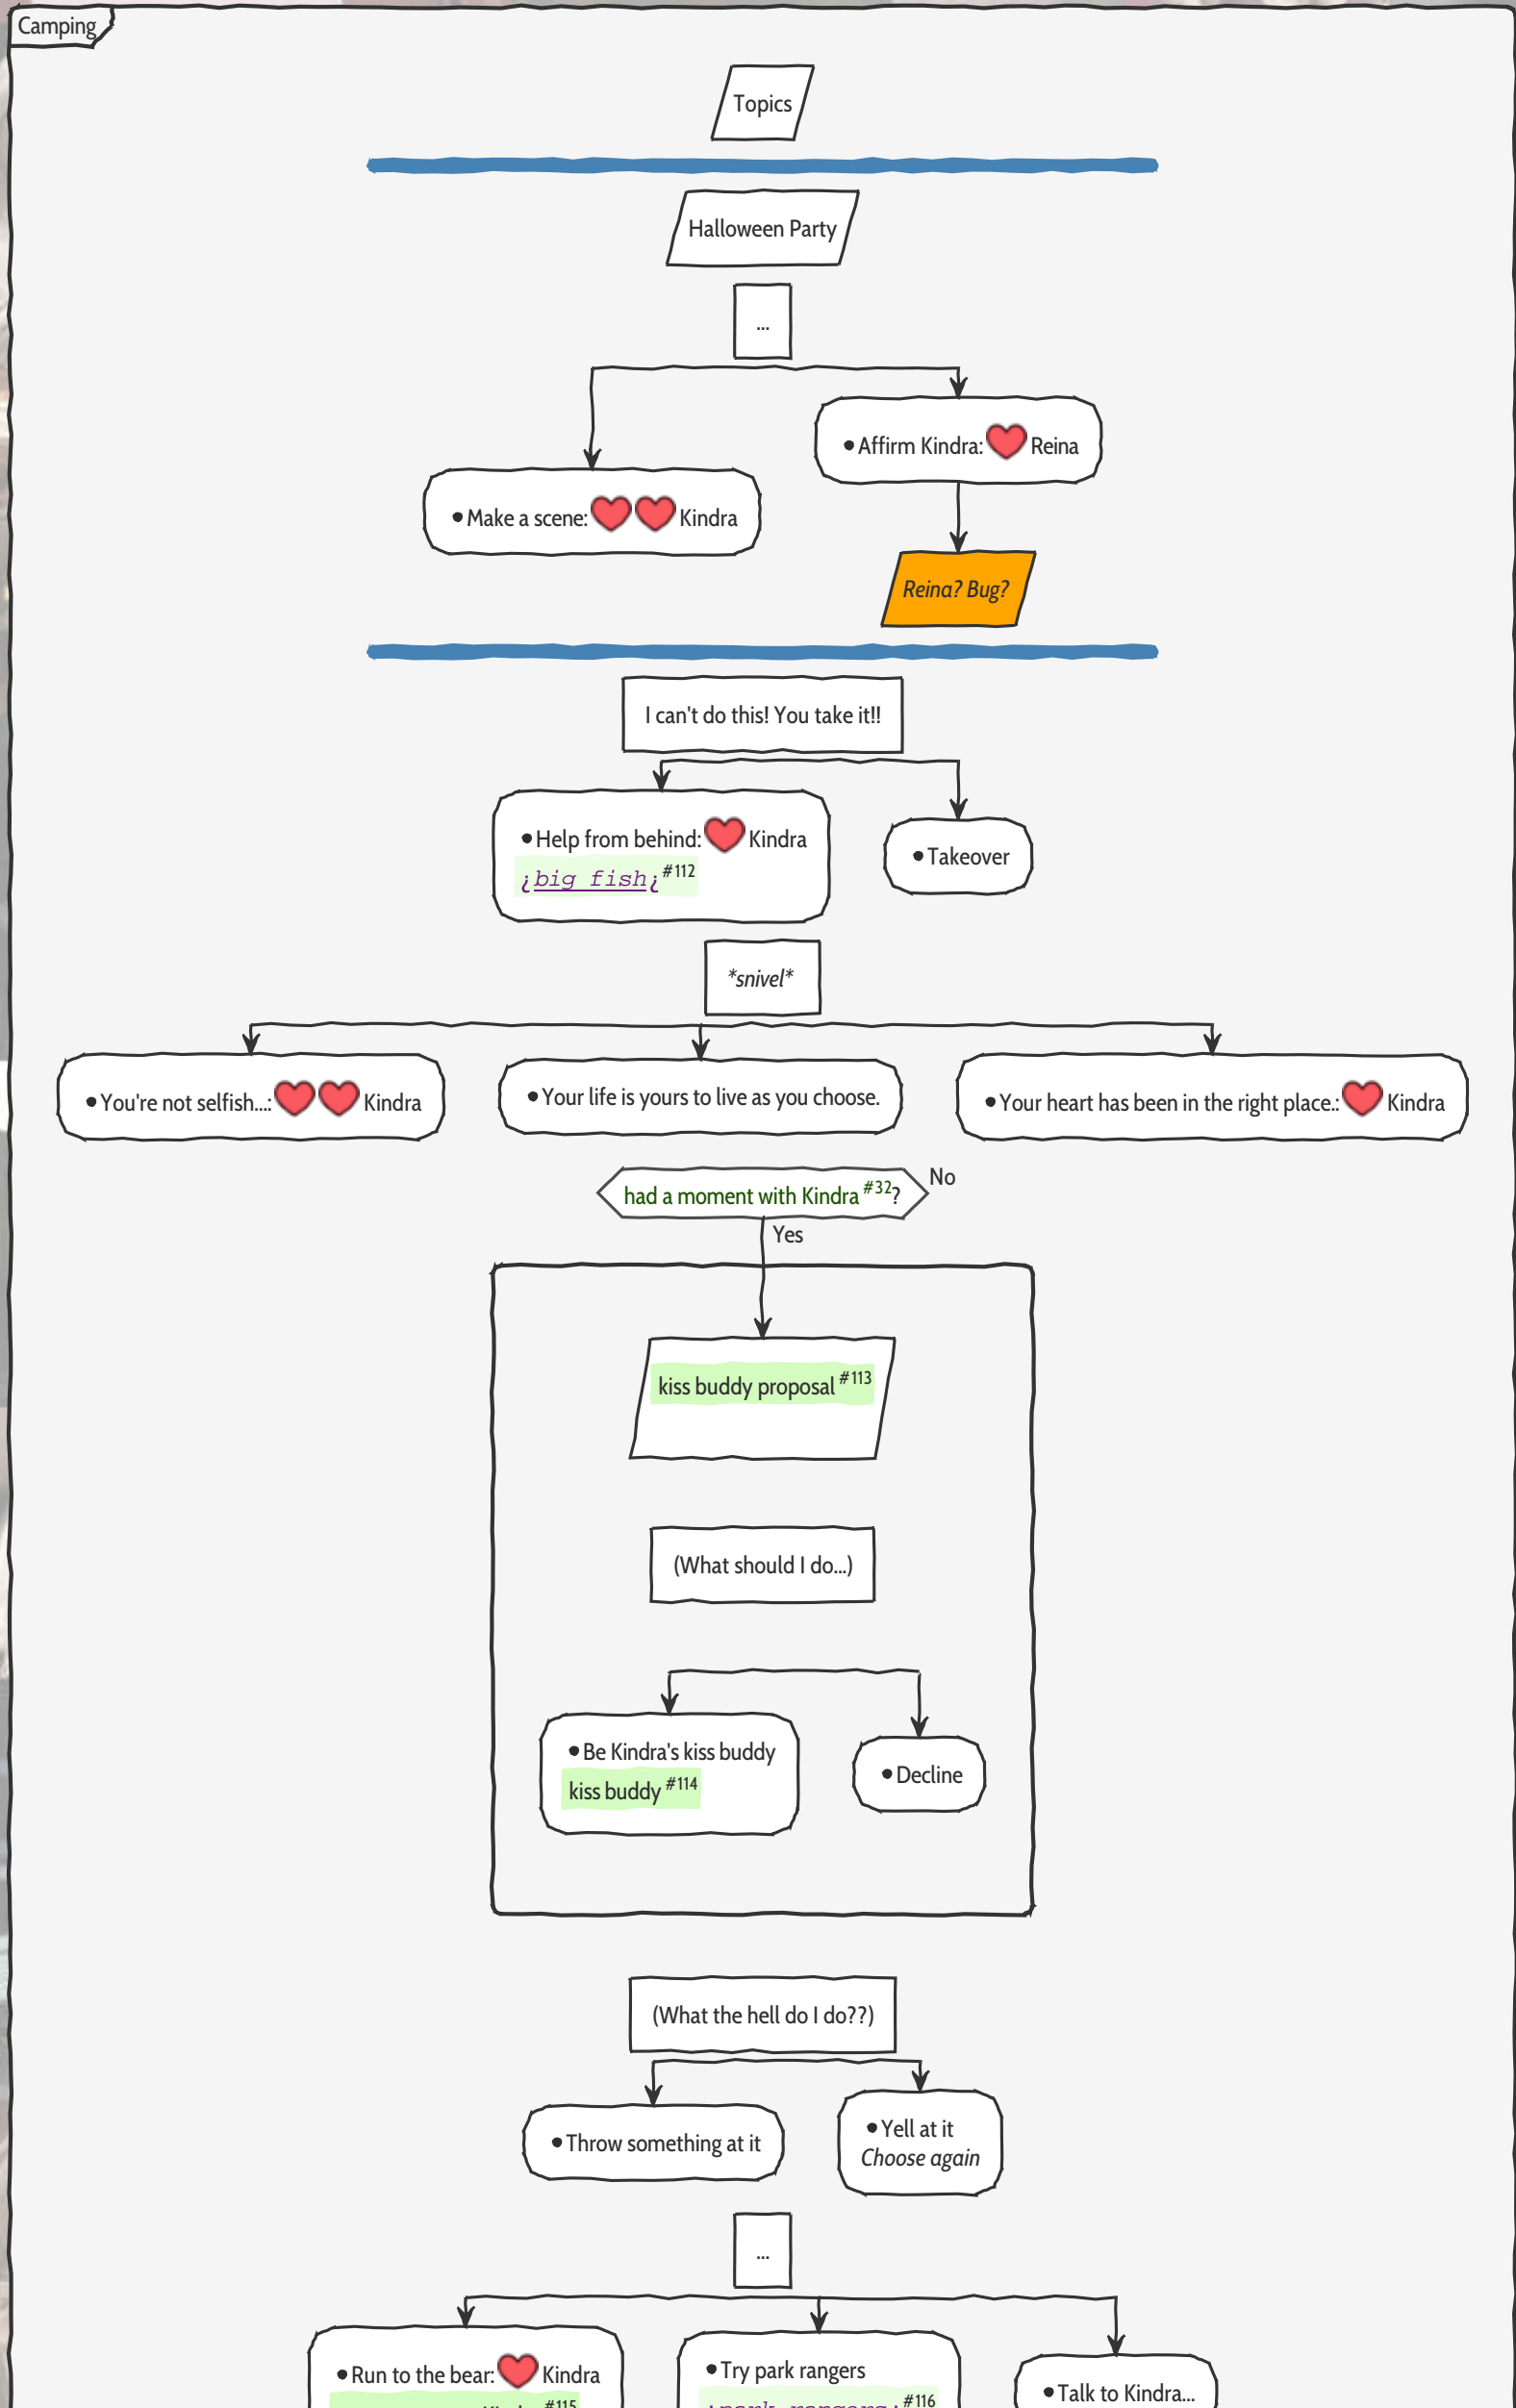 Camping
Topics
Halloween Party
...
• Affirm Kindra: Reina
• Make a scene: Kindra
Reina? Bug?
I can't do this! You take it!!
• Help from behind: Kindra
¿big fish¿ #112
• Takeover
*snivel*
• You're not selfish...: Kindra
• Your life is yours to live as you choose.
• Your heart has been in the right place.: Kindra
had a moment with Kindra #32?
No
Yes
kiss buddy proposal #113
(What should I do...)
• Be Kindra's kiss buddy
kiss buddy #114
• Decline
(What the hell do I do??)
• Throw something at it
• Yell at it
Choose again
...
• Run to the bear: Kindra
#115
• Try park rangers
#116
• Talk to Kindra...